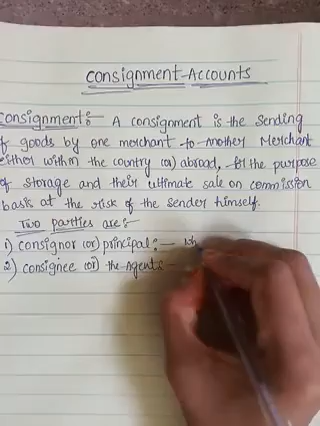 Consignment Accounts
Consignment :- A consignment is the sending
of goods by one merchant to Another Merchant
either within the country (or) abroad, for the purpose
of storage and their ultimate sale on commission
basis at the risk of the sender himself.
Two parties are :-
1) consignor (or) principal :- Wh
2) consignee (or) the Agents -